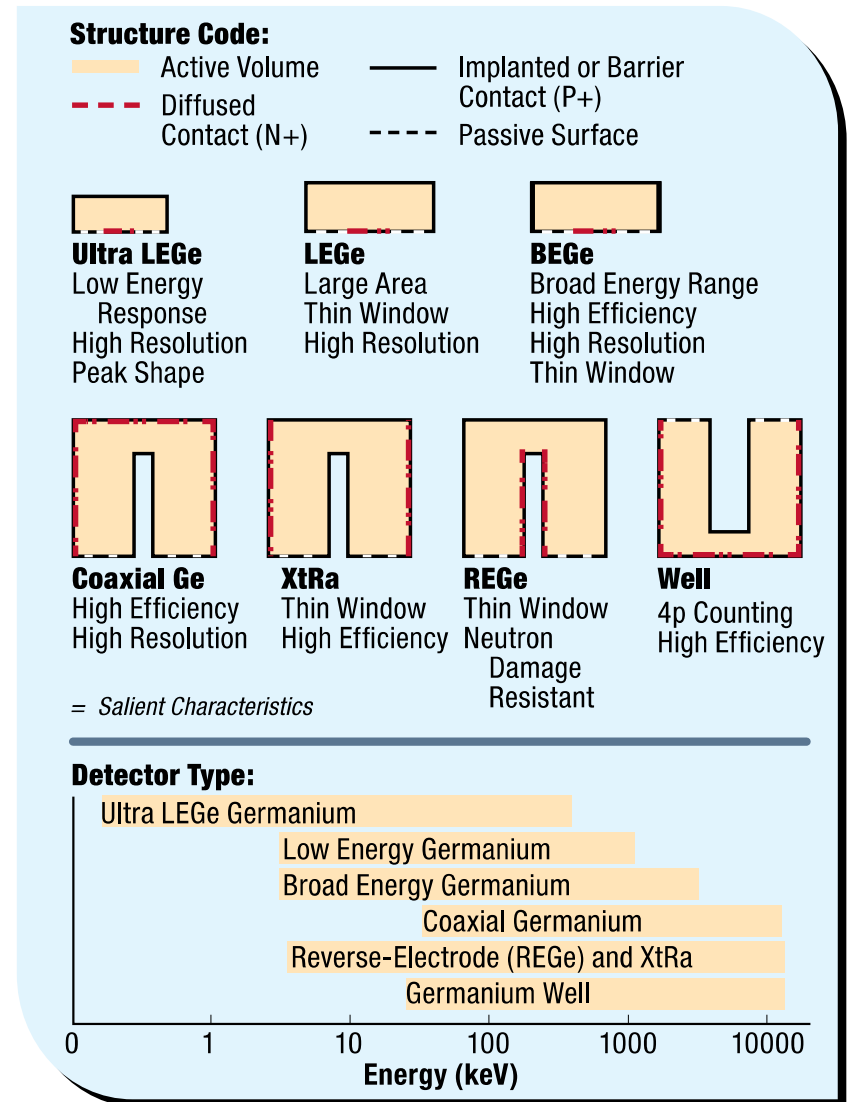 Structure Code:
Active Volume
Diffused
Contact (N+)
Implanted or Barrier
Contact (P+)
Passive Surface
Ultra LEGe
Low Energy
Response
High Resolution
Peak Shape
LEGe
Large Area
Thin Window
High Resolution
BEGe
Broad Energy Range
High Efficiency
High Resolution
Thin Window
Coaxial Ge
High Efficiency
High Resolution
XtRa
Thin Window
High Efficiency
REGe
Thin Window
Neutron
Damage
Resistant
Well
4p Counting
High Efficiency
= Salient Characteristics
Detector Type:
Ultra LEGe Germanium
Low Energy Germanium
Broad Energy Germanium
Coaxial Germanium
Reverse-Electrode (REGe) and XtRa
Germanium Well
0 1 10 100 1000 10000
Energy (keV)